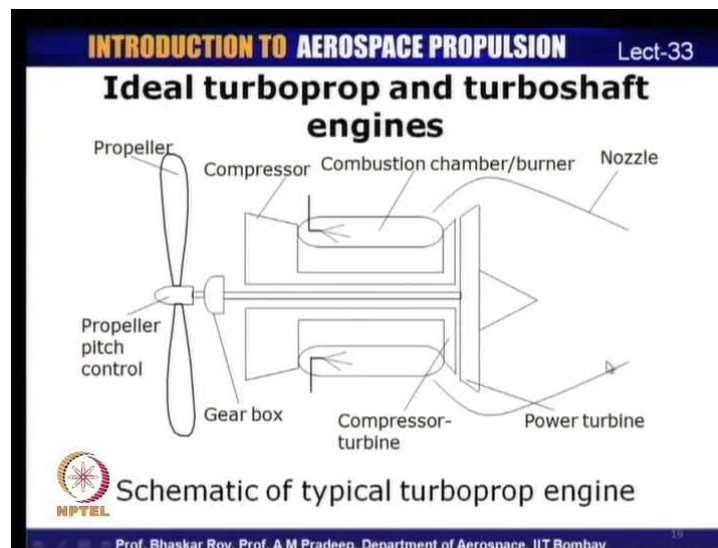 INTRODUCTION TO AEROSPACE PROPULSION
Lect-33
Ideal turboprop and turboshaft
engines
Propeller
Compressor
Combustion chamber/burner
Nozzle
Propeller
pitch
control
Gear box
Compressor-
turbine
Power turbine
NPTEL
Schematic of typical turboprop engine
Prof. Bhaskar Roy, Prof. A M Pradeep, Department of Aerospace, IIT Bombay
19